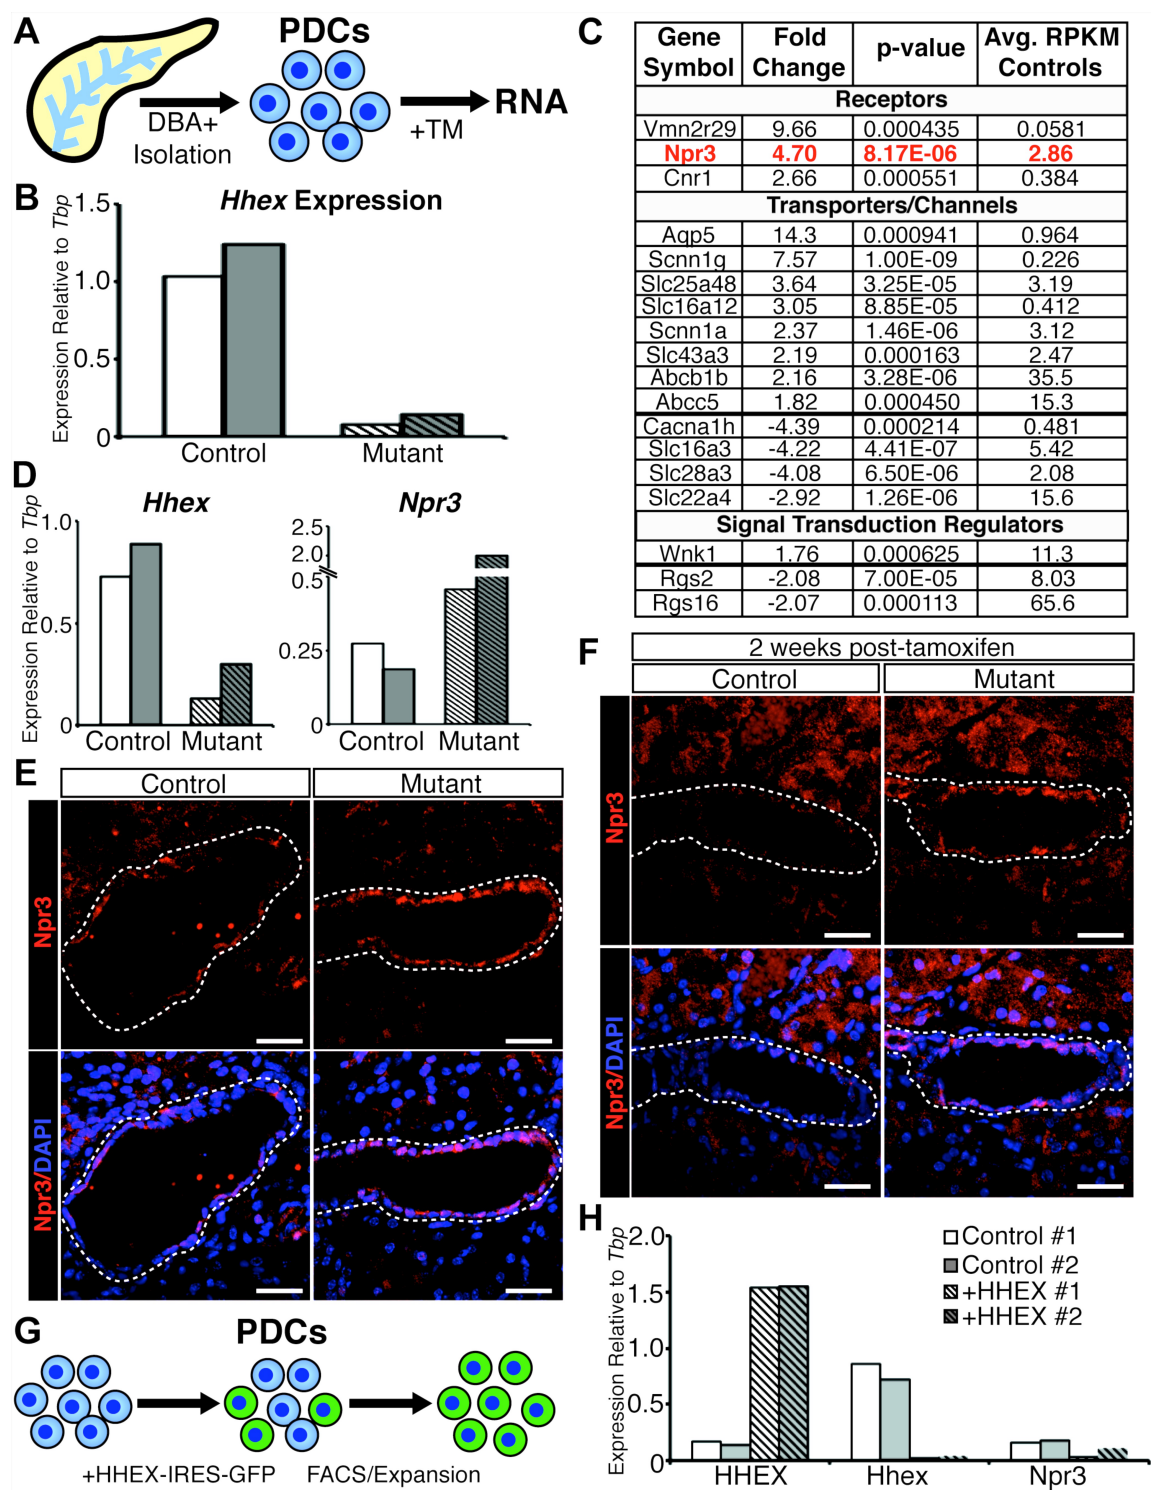 A
PDCs
DBA+
Isolation
+TM
RNA
B
Hhex Expression
Expression Relative to Tbp
1.5
1.0
0.5
0
Control
Mutant
C
Gene Symbol Fold Change p-value Avg. RPKM Controls
Receptors
Vmn2r29 9.66 0.000435 0.0581
Npr3 4.70 8.17E-06 2.86
Cnr1 2.66 0.000551 0.384
Transporters/Channels
Aqp5 14.3 0.000941 0.964
Scnn1g 7.57 1.00E-09 0.226
Slc25a48 3.64 3.25E-05 3.19
Slc16a12 3.05 8.85E-05 0.412
Scnn1a 2.37 1.46E-06 3.12
Slc43a3 2.19 0.000163 2.47
Abcb1b 2.16 3.28E-06 35.5
Abcc5 1.82 0.000450 15.3
Cacna1h -4.39 0.000214 0.481
Slc16a3 -4.22 4.41E-07 5.42
Slc28a3 -4.08 6.50E-06 2.08
Slc22a4 -2.92 1.26E-06 15.6
Signal Transduction Regulators
Wnk1 1.76 0.000625 11.3
Rgs2 -2.08 7.00E-05 8.03
Rgs16 -2.07 0.000113 65.6
D
Hhex
Expression Relative to Tbp
1.0
0.5
0
Control Mutant
Npr3
2.5
2.0
0.5
0.25
0
Control Mutant
E
Control
Mutant
Npr3
Npr3/DAPI
F
2 weeks post-tamoxifen
Control
Mutant
Npr3
Npr3/DAPI
G
PDCs
+HHEX-IRES-GFP
FACS/Expansion
H
Expression Relative to Tbp
2.0
1.5
1.0
0.5
0
Control #1
Control #2
+HHEX #1
+HHEX #2
HHEX
Hhex
Npr3